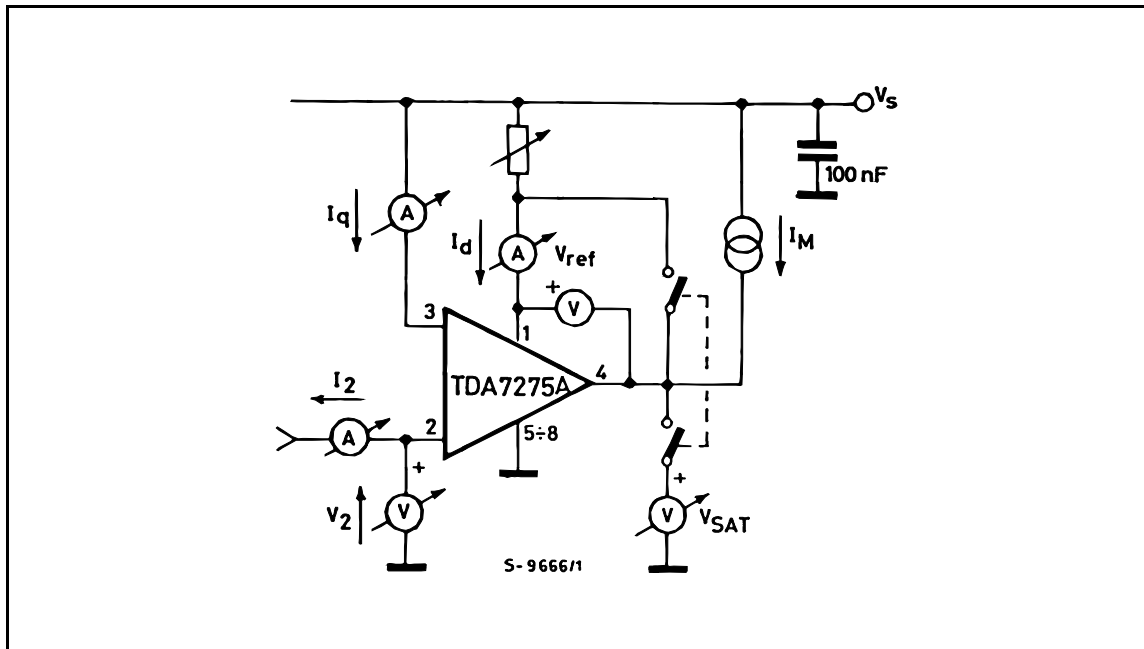 Vs
100 nF
Iq
A
Id
A
Vref
IM
+
V
3
1
TDA7275A
4
I2
A
2
5÷8
+
V2
V
+
V
VSAT
S-9666/1